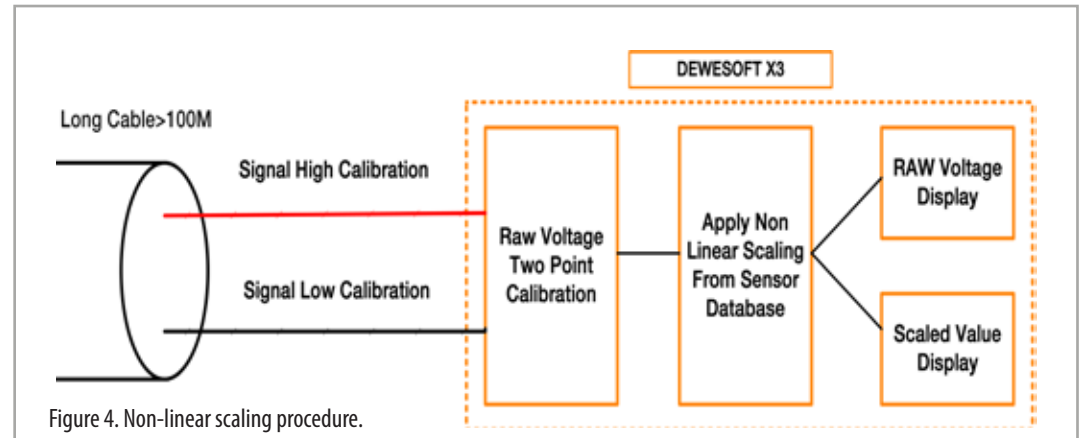 DEWESOFT X3
Long Cable>100M
Signal High Calibration
Signal Low Calibration
Raw Voltage
Two Point
Calibration
Apply Non
Linear Scaling
From Sensor
Database
RAW Voltage
Display
Scaled Value
Display
Figure 4. Non-linear scaling procedure.